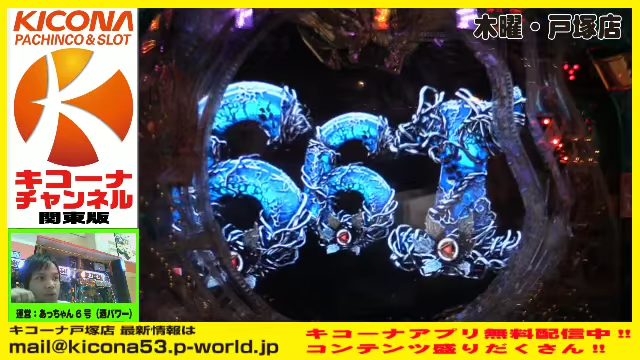 KICONA
PACHINCO & SLOT
K
キコーナ
チャンネル
関東版
木曜・戸塚店
661
運営:あっちゃん6号(酒パワー)
キコーナ戸塚店 最新情報は
mail@kicona53.p-world.jp
キコーナアプリ無料配信中!!
コンテンツ盛りだくさん!!